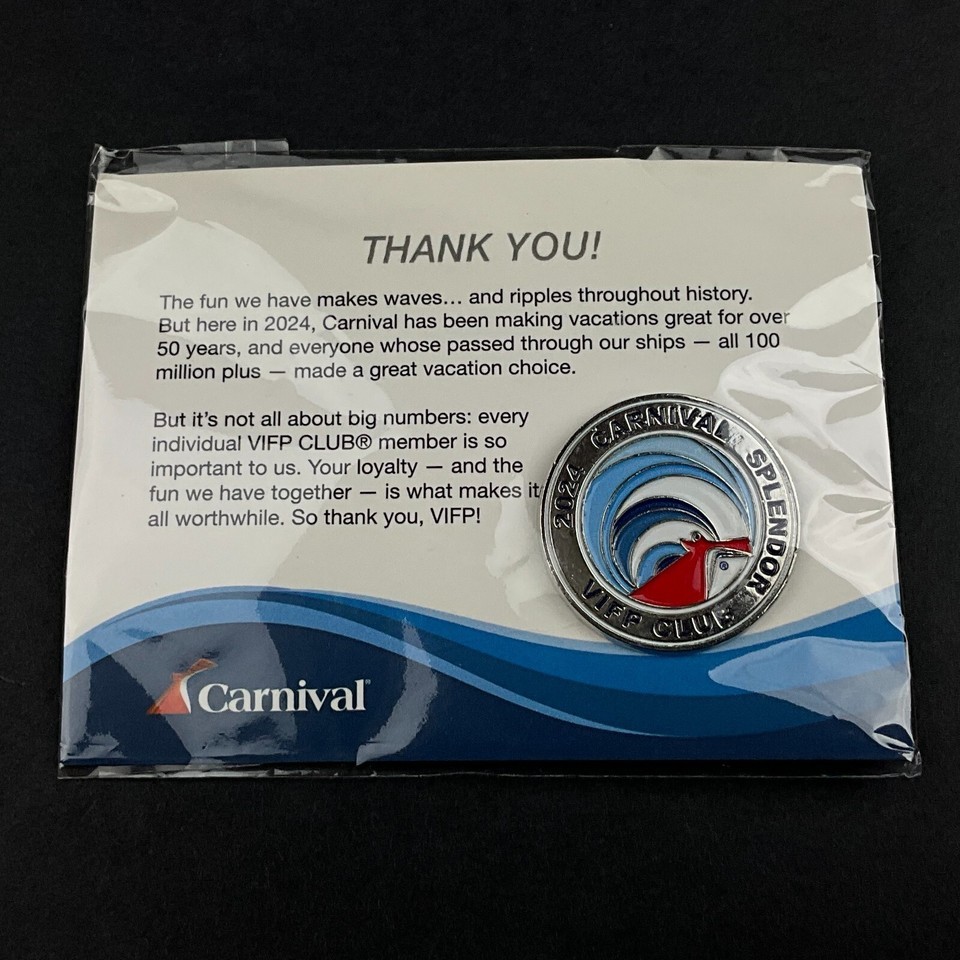 THANK YOU!
The fun we have makes waves... and ripples throughout history.
But here in 2024, Carnival has been making vacations great for over
50 years, and everyone whose passed through our ships — all 100
million plus — made a great vacation choice.
But it's not all about big numbers: every
individual VIFP CLUB® member is so
important to us. Your loyalty — and the
fun we have together — is what makes it
all worthwhile. So thank you, VIFP!
2024 CARNIVAL SPLENDOR
VIFP CLUB
®
Carnival®